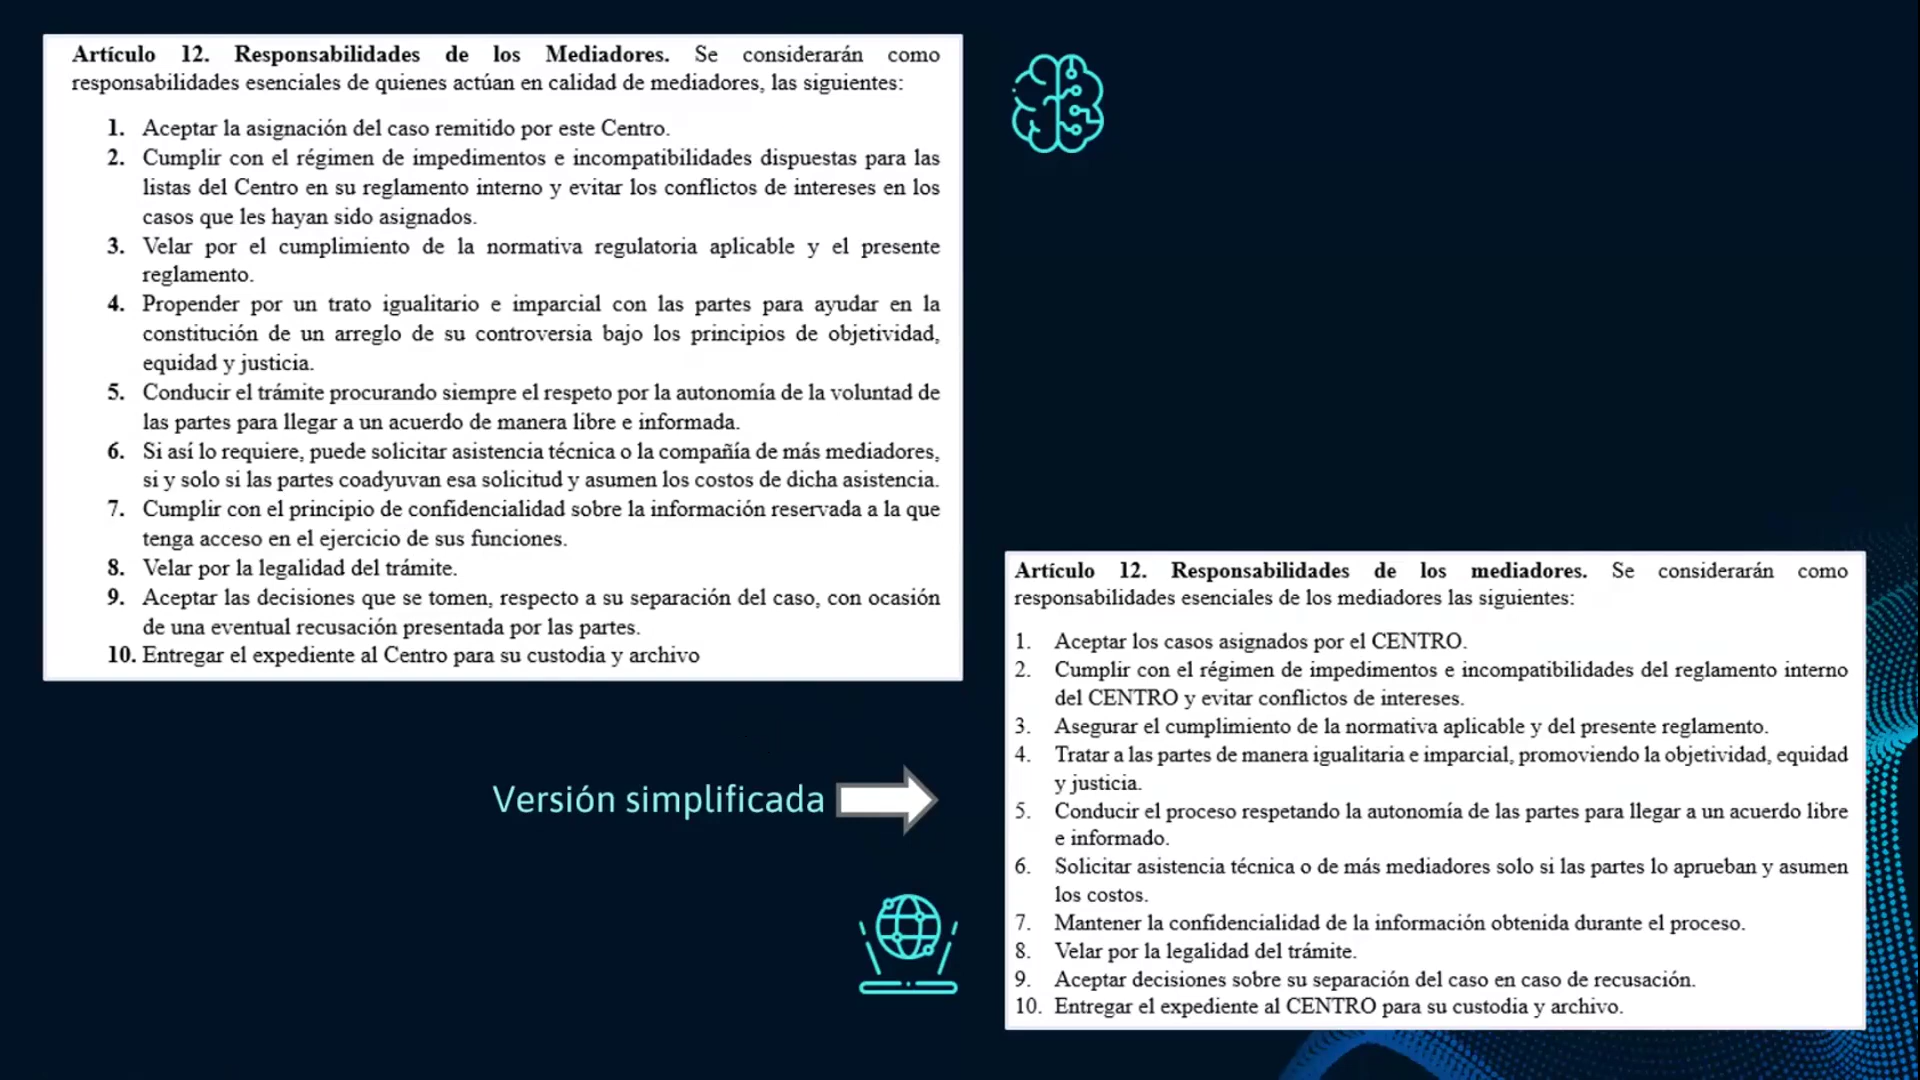 Artículo 12. Responsabilidades de los Mediadores. Se considerarán como
responsabilidades esenciales de quienes actúan en calidad de mediadores, las siguientes:
1. Aceptar la asignación del caso remitido por este Centro.
2. Cumplir con el régimen de impedimentos e incompatibilidades dispuestas para las
listas del Centro en su reglamento interno y evitar los conflictos de intereses en los
casos que les hayan sido asignados.
3. Velar por el cumplimiento de la normativa regulatoria aplicable y el presente
reglamento.
4. Propender por un trato igualitario e imparcial con las partes para ayudar en la
constitución de un arreglo de su controversia bajo los principios de objetividad,
equidad y justicia.
5. Conducir el trámite procurando siempre el respeto por la autonomía de la voluntad de
las partes para llegar a un acuerdo de manera libre e informada.
6. Si así lo requiere, puede solicitar asistencia técnica o la compañía de más mediadores,
si y solo si las partes coadyuvan esa solicitud y asumen los costos de dicha asistencia.
7. Cumplir con el principio de confidencialidad sobre la información reservada a la que
tenga acceso en el ejercicio de sus funciones.
8. Velar por la legalidad del trámite.
9. Aceptar las decisiones que se tomen, respecto a su separación del caso, con ocasión
de una eventual recusación presentada por las partes.
10. Entregar el expediente al Centro para su custodia y archivo
Versión simplificada
Artículo 12. Responsabilidades de los mediadores. Se considerarán como
responsabilidades esenciales de los mediadores las siguientes:
1. Aceptar los casos asignados por el CENTRO.
2. Cumplir con el régimen de impedimentos e incompatibilidades del reglamento interno
del CENTRO y evitar conflictos de intereses.
3. Asegurar el cumplimiento de la normativa aplicable y del presente reglamento.
4. Tratar a las partes de manera igualitaria e imparcial, promoviendo la objetividad, equidad
y justicia.
5. Conducir el proceso respetando la autonomía de las partes para llegar a un acuerdo libre
e informado.
6. Solicitar asistencia técnica o de más mediadores solo si las partes lo aprueban y asumen
los costos.
7. Mantener la confidencialidad de la información obtenida durante el proceso.
8. Velar por la legalidad del trámite.
9. Aceptar decisiones sobre su separación del caso en caso de recusación.
10. Entregar el expediente al CENTRO para su custodia y archivo.